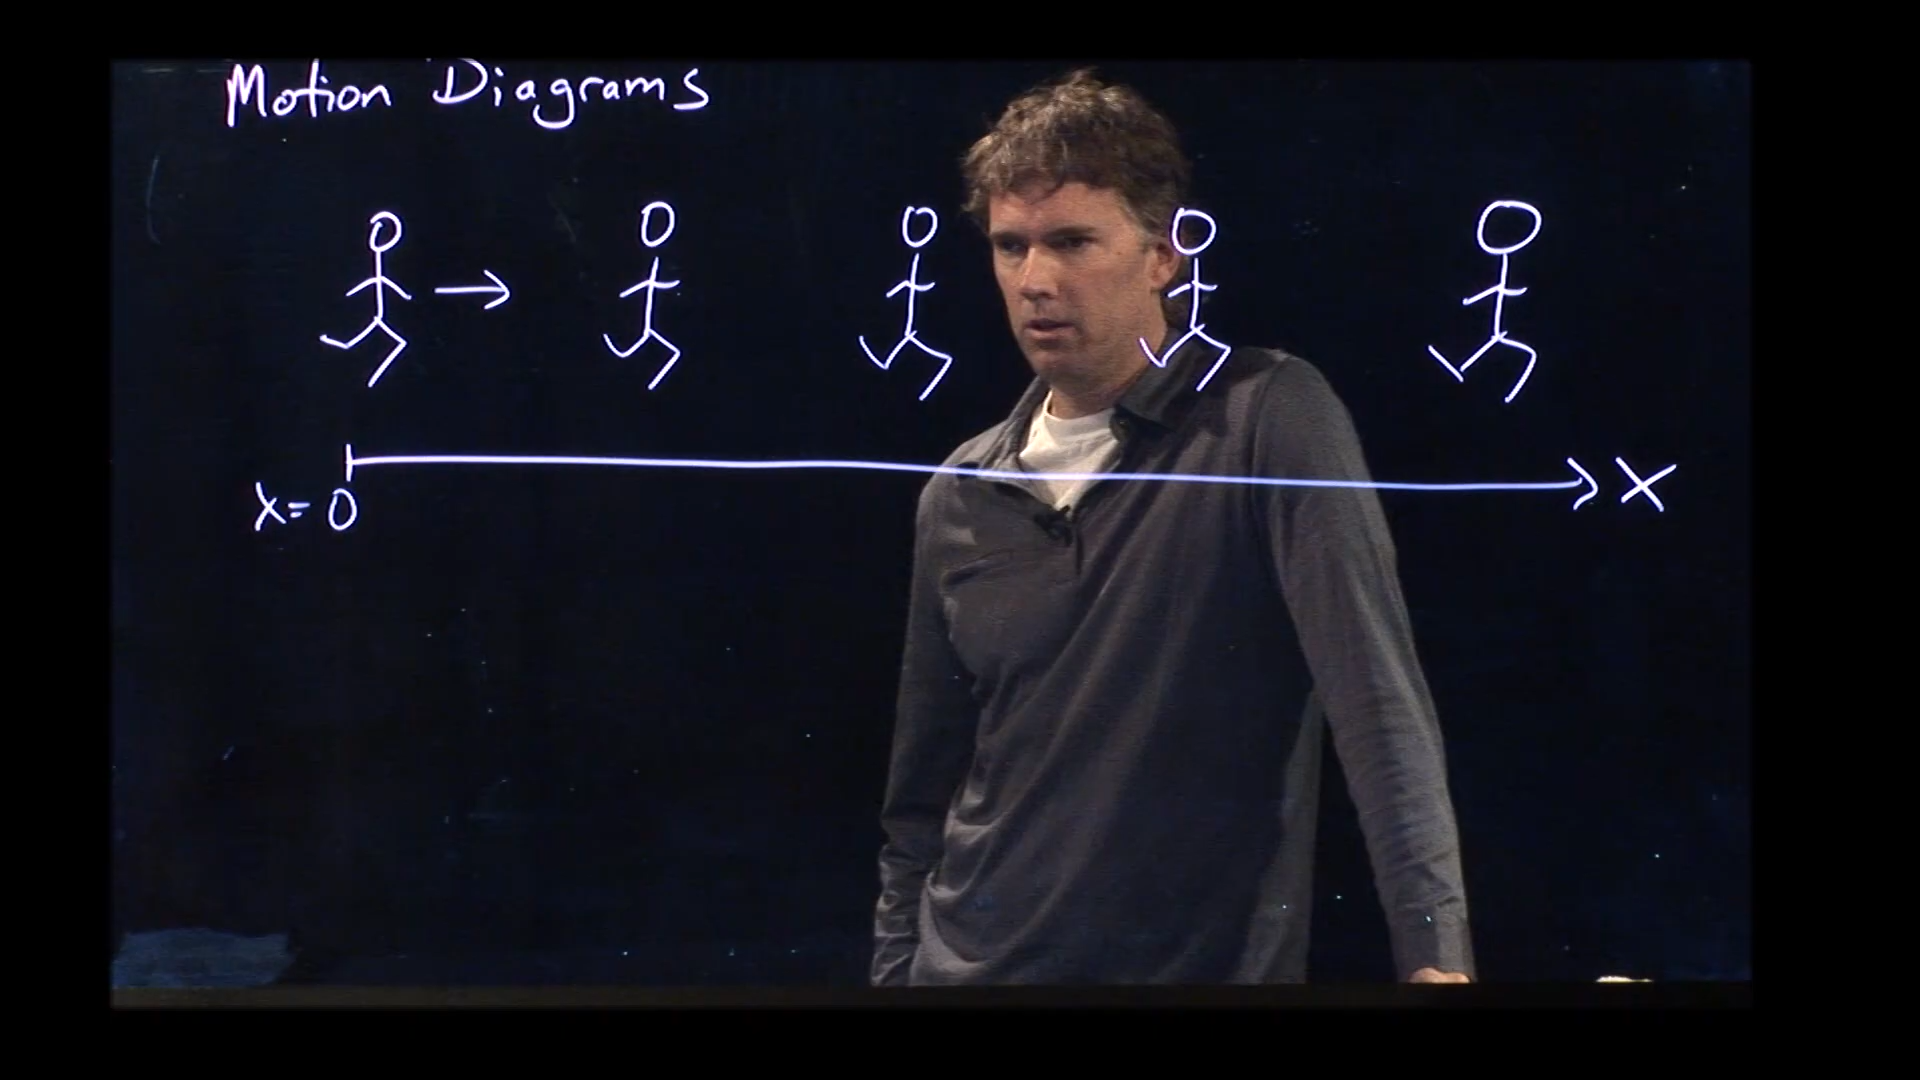 Motion Diagrams
X
X = 0